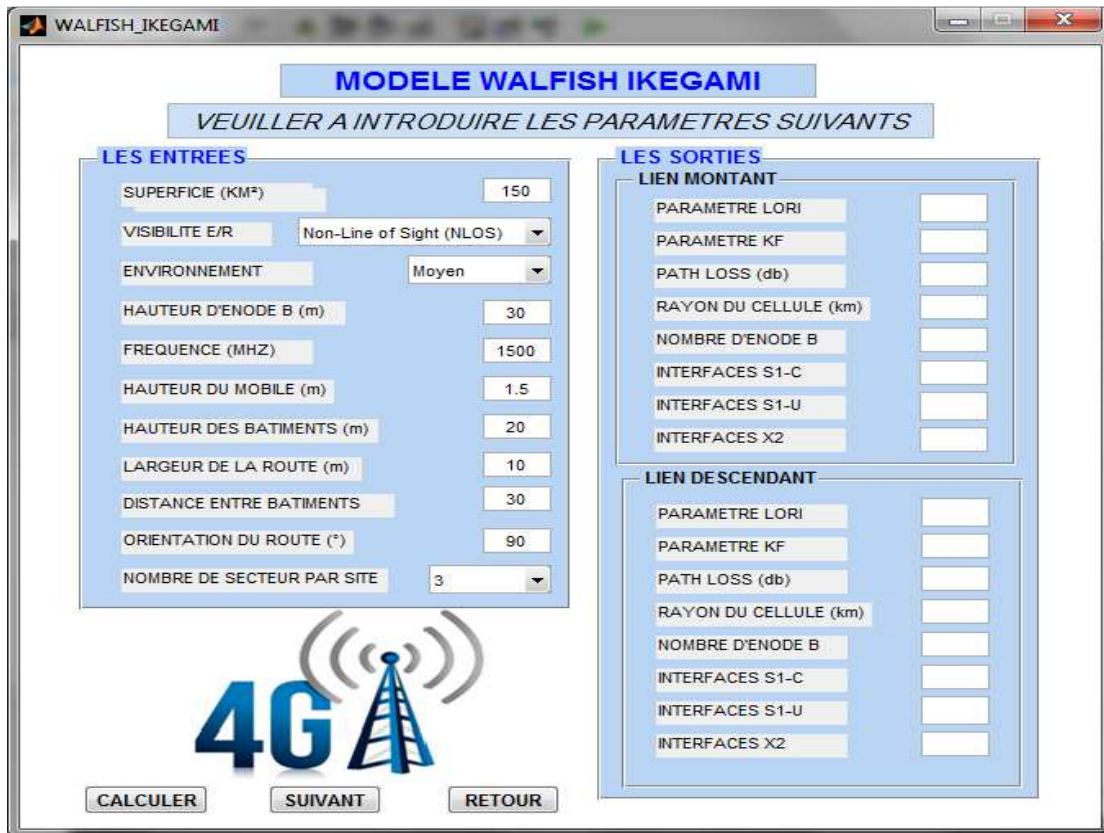 WALFISH_IKEGAMI
MODELE WALFISH IKEGAMI
VEUILLER A INTRODUIRE LES PARAMETRES SUIVANTS
LES ENTREES
SUPERFICIE (KM²) 150
VISIBILITE E/R Non-Line of Sight (NLOS)
ENVIRONNEMENT Moyen
HAUTEUR D'ENODE B (m) 30
FREQUENCE (MHZ) 1500
HAUTEUR DU MOBILE (m) 1.5
HAUTEUR DES BATIMENTS (m) 20
LARGEUR DE LA ROUTE (m) 10
DISTANCE ENTRE BATIMENTS 30
ORIENTATION DU ROUTE (°) 90
NOMBRE DE SECTEUR PAR SITE 3
4G
CALCULER SUIVANT RETOUR
LES SORTIES
LIEN MONTANT
PARAMETRE LORI
PARAMETRE KF
PATH LOSS (db)
RAYON DU CELLULE (km)
NOMBRE D'ENODE B
INTERFACES S1-C
INTERFACES S1-U
INTERFACES X2
LIEN DESCENDANT
PARAMETRE LORI
PARAMETRE KF
PATH LOSS (db)
RAYON DU CELLULE (km)
NOMBRE D'ENODE B
INTERFACES S1-C
INTERFACES S1-U
INTERFACES X2